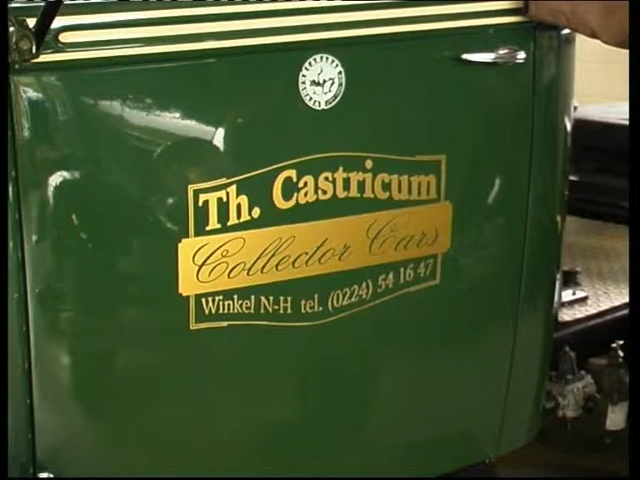 Th. Castricum
Collector Cars
Winkel N-H tel. (0224) 54 16 47